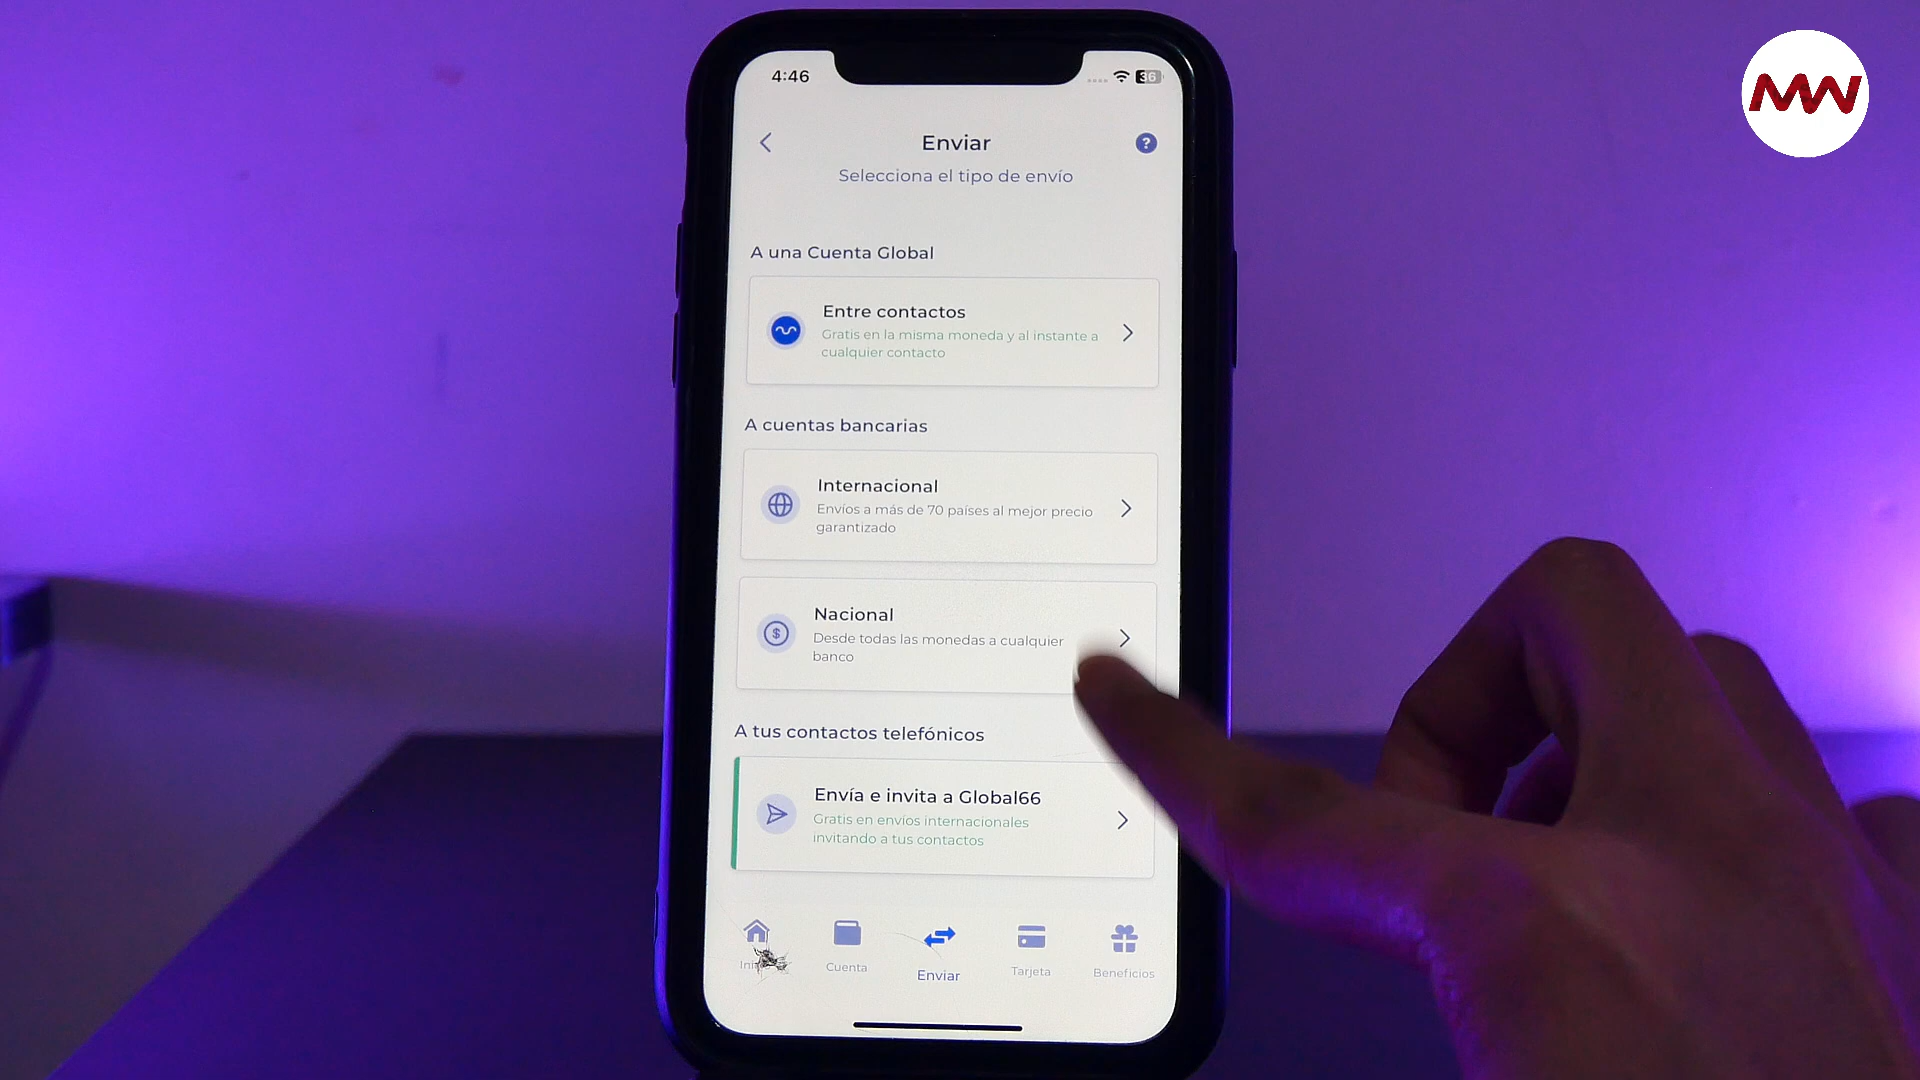 MW
4:46
36
Enviar
?
Selecciona el tipo de envío
A una Cuenta Global
Entre contactos
Gratis en la misma moneda y al instante a
cualquier contacto
A cuentas bancarias
Internacional
Envíos a más de 70 países al mejor precio
garantizado
Nacional
$
Desde todas las monedas a cualquier
banco
A tus contactos telefónicos
Envía e invita a Global66
Gratis en envíos internacionales
invitando a tus contactos
Cuenta
Enviar
Tarjeta
Beneficios